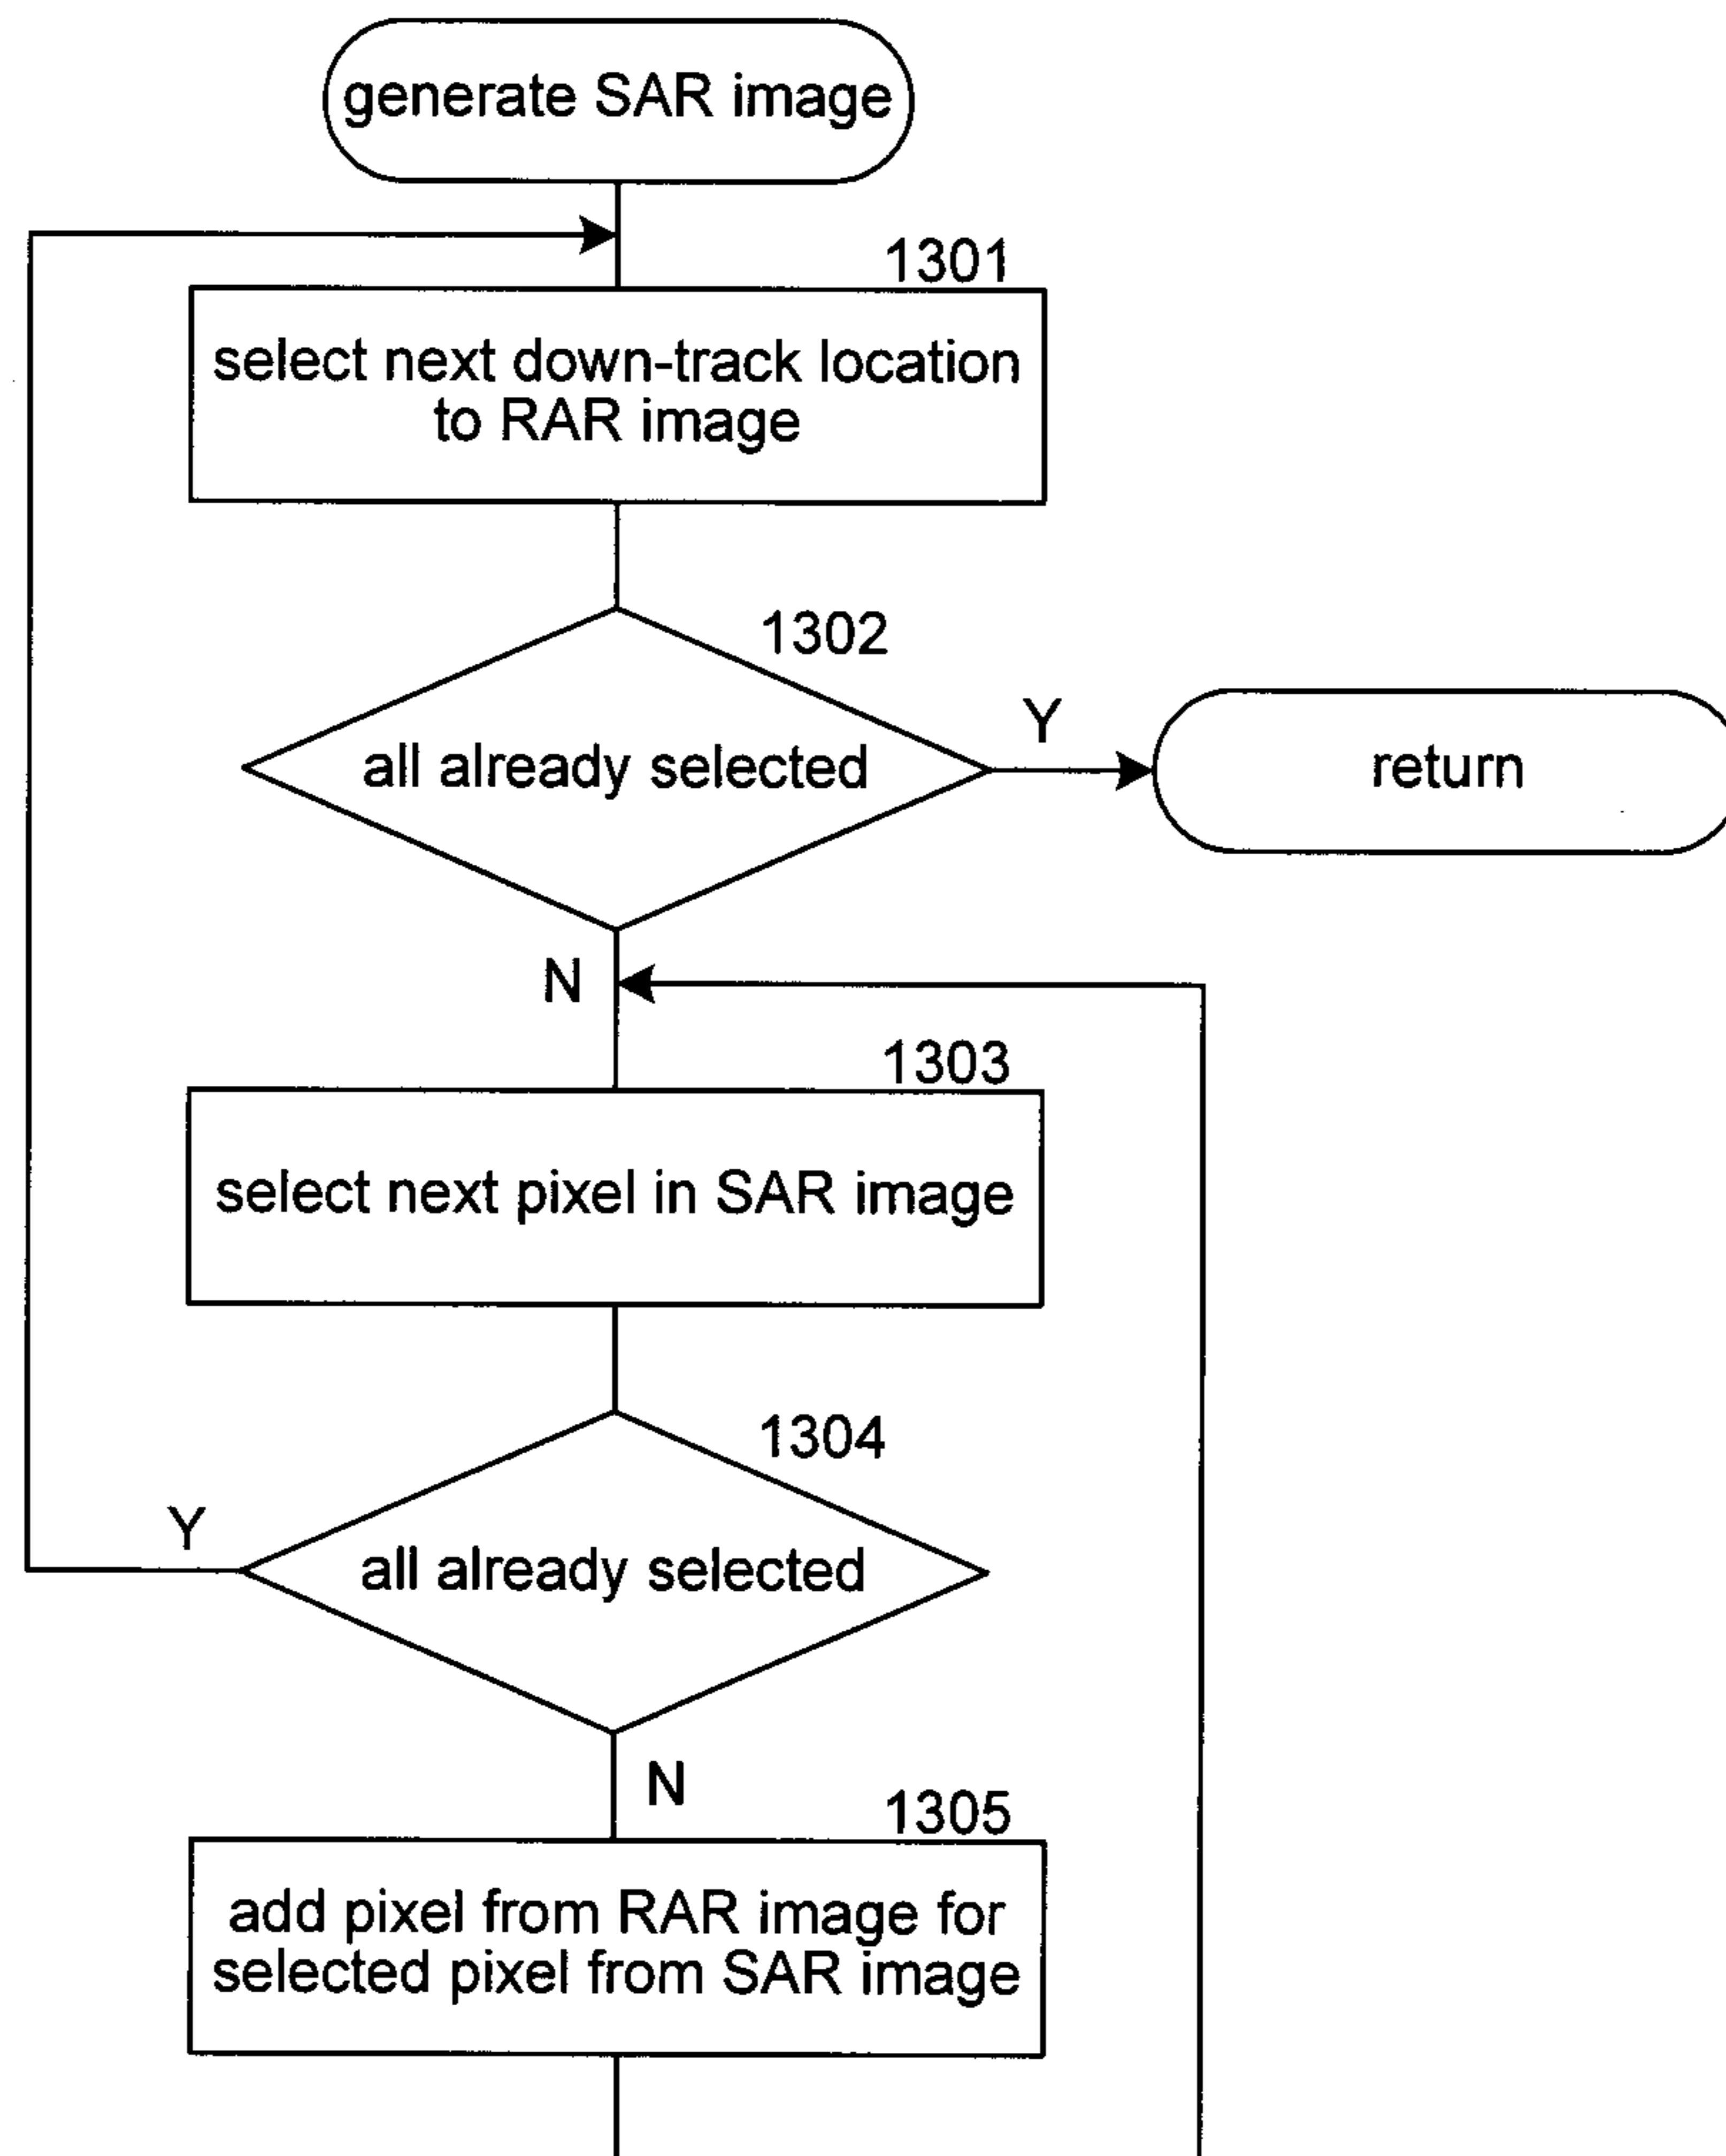 generate SAR image
1301
select next down-track location
to RAR image
1302
all already selected
Y
return
N
1303
select next pixel in SAR image
1304
Y
all already selected
N
1305
add pixel from RAR image for
selected pixel from SAR image